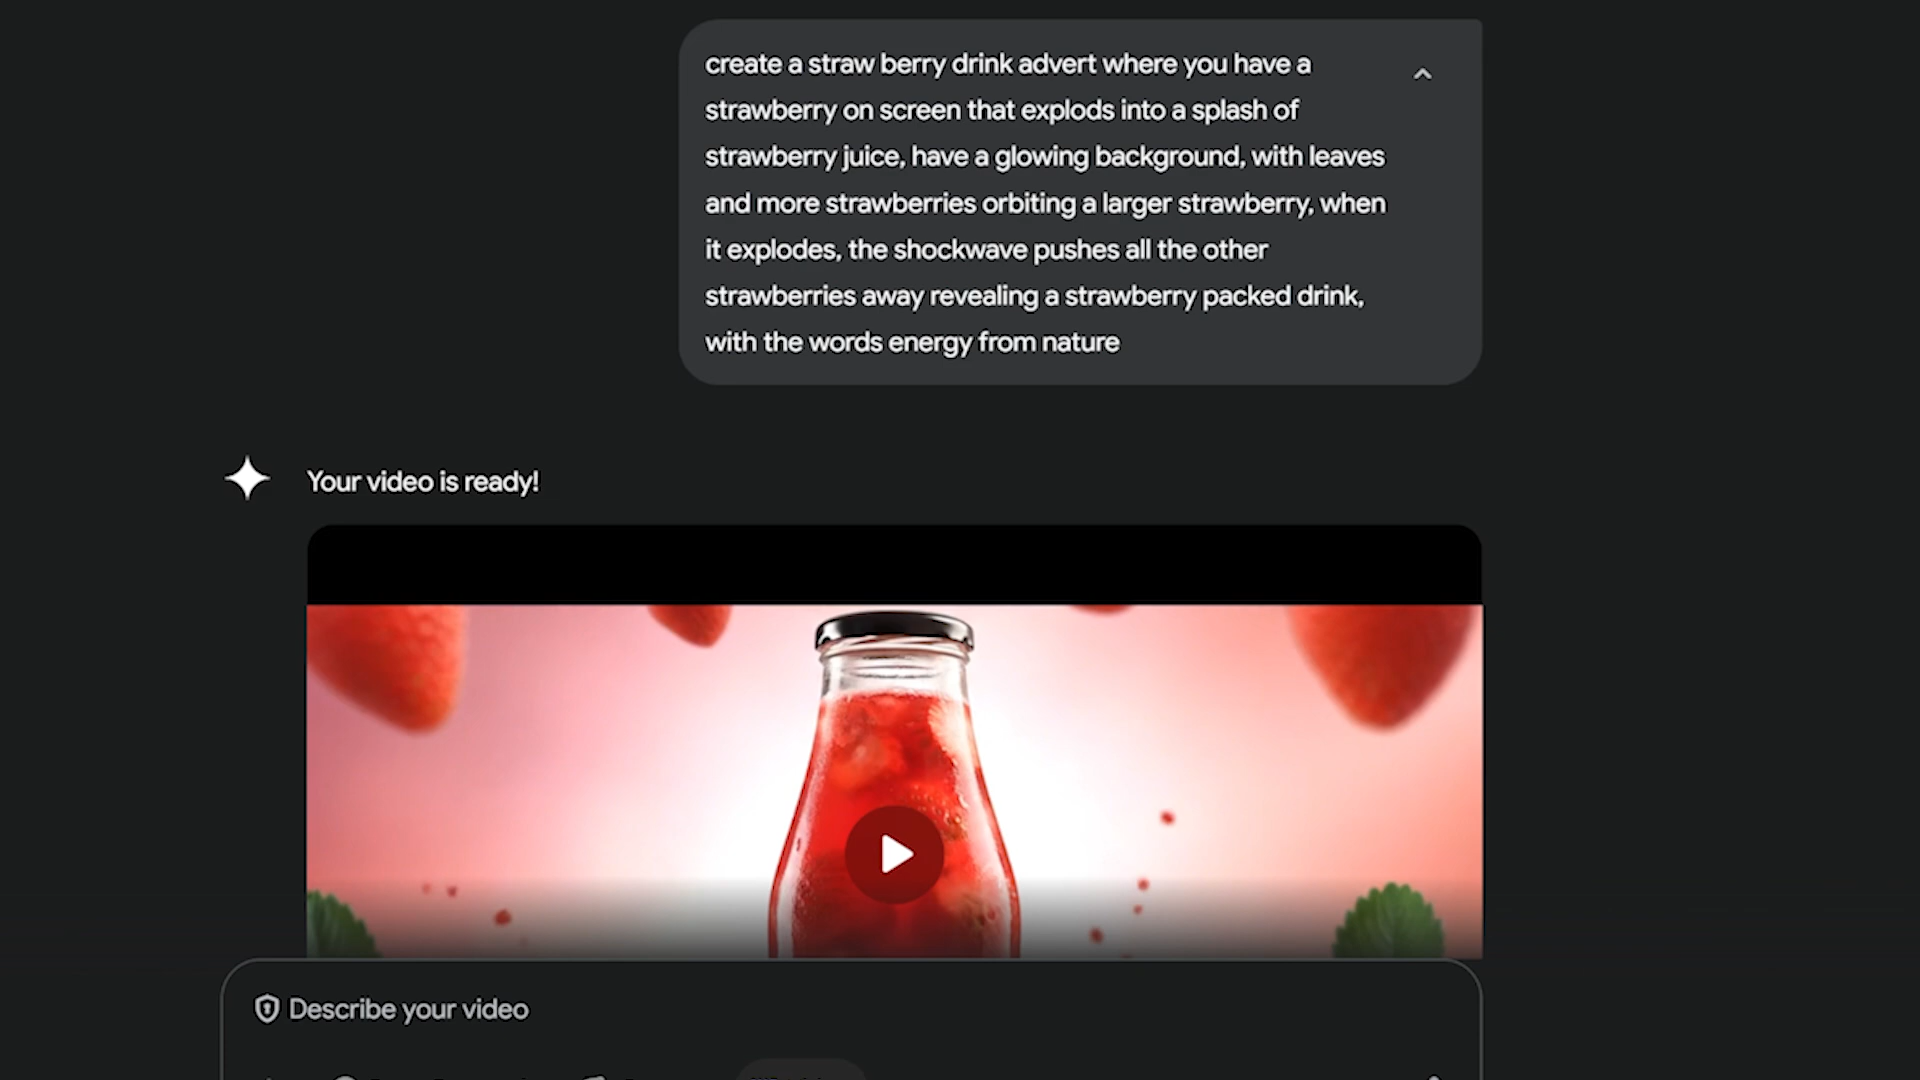 create a straw berry drink advert where you have a
strawberry on screen that explods into a splash of
strawberry juice, have a glowing background, with leaves
and more strawberries orbiting a larger strawberry, when
it explodes, the shockwave pushes all the other
strawberries away revealing a strawberry packed drink,
with the words energy from nature
Your video is ready!
Describe your video